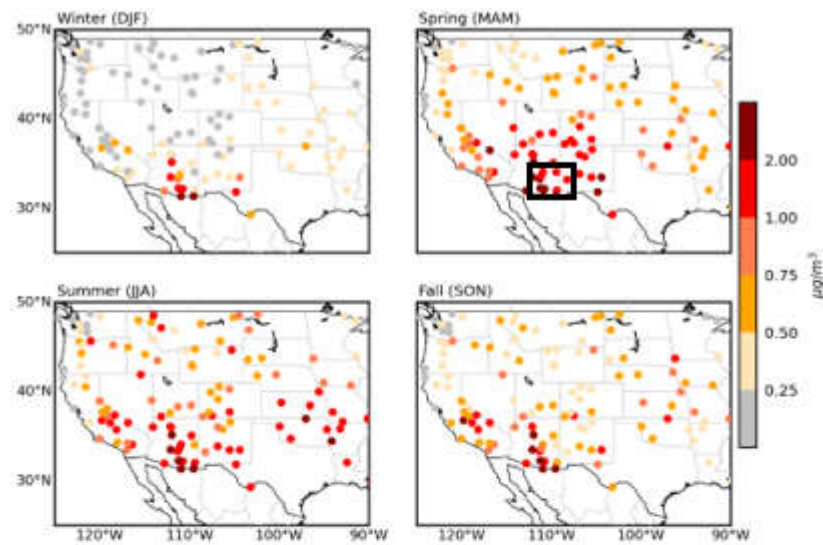 Winter (DJF)
Spring (MAM)
50°N
40°N
30°N
2.00
1.00
0.75
0.50
0.25
μg/m³
Summer (JJA)
Fall (SON)
50°N
40°N
30°N
120°W 110°W 100°W 90°W
120°W 110°W 100°W 90°W